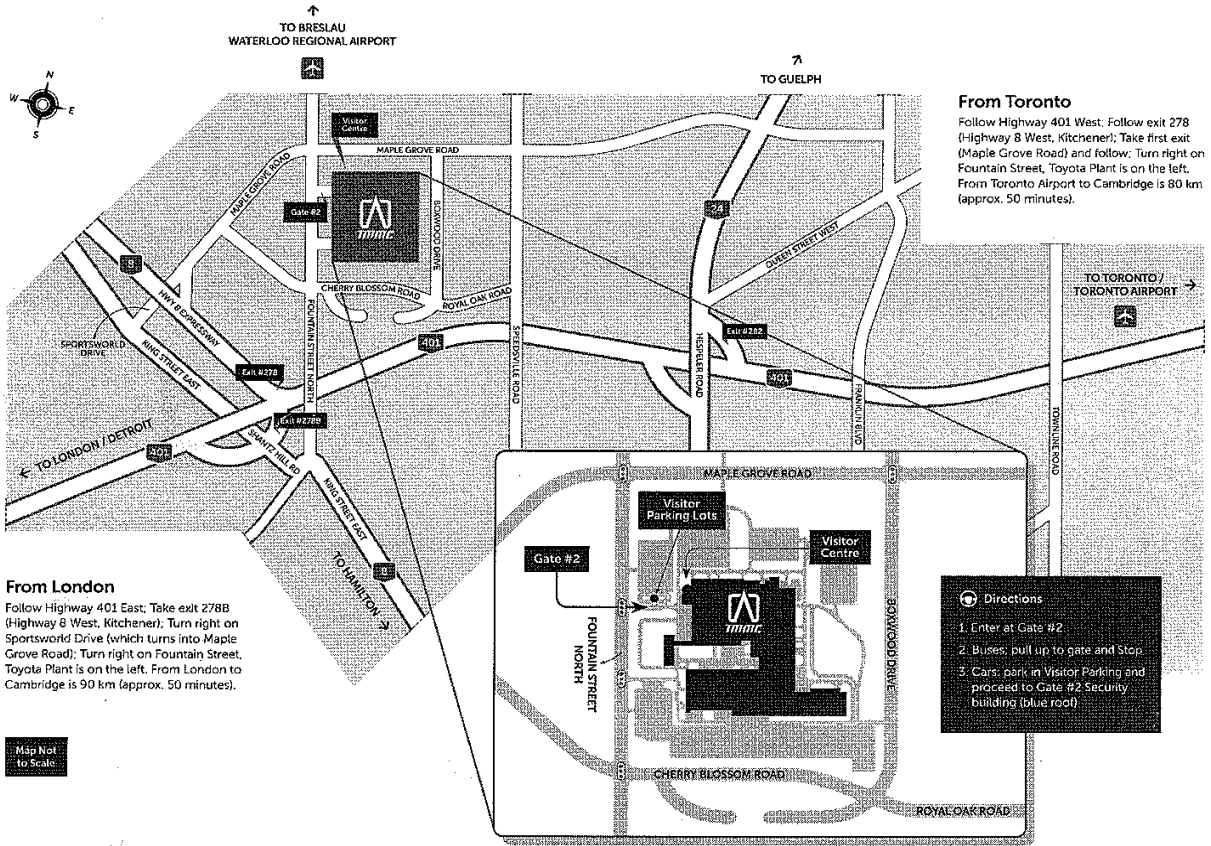 TO BRESLAU
WATERLOO REGIONAL AIRPORT
N
W
E
S
TO GUELPH
From Toronto
Follow Highway 401 West; Follow exit 278
(Highway 8 West, Kitchener); Take first exit
(Maple Grove Road) and follow; Turn right on
Fountain Street, Toyota Plant is on the left.
From Toronto Airport to Cambridge is 80 km
(approx. 50 minutes).
Visitor
Centre
MAPLE GROVE ROAD
MAPLE GROVE ROAD
Gate #2
TMMC
BOXWOOD DRIVE
24
QUEEN STREET WEST
8
HWY 8 EXPRESSWAY
CHERRY BLOSSOM ROAD
ROYAL OAK ROAD
TO TORONTO /
TORONTO AIRPORT
SPORTSWORLD
DRIVE
KING STREET EAST
FOUNTAIN STREET NORTH
401
SPEEDSVILLE ROAD
Exit #282
HESPELER ROAD
401
Exit #278
FRANKLIN BLVD
TOWNLINE ROAD
Exit #278B
TO LONDON / DETROIT
401
SHANTZ HILL RD
KING STREET EAST
TO HAMILTON
8
MAPLE GROVE ROAD
Visitor
Parking Lots
Visitor
Centre
Gate #2
TMMC
FOUNTAIN STREET
NORTH
BOXWOOD DRIVE
CHERRY BLOSSOM ROAD
ROYAL OAK ROAD
Directions
1. Enter at Gate #2
2. Buses: pull up to gate and Stop
3. Cars: park in Visitor Parking and
proceed to Gate #2 Security
building (blue roof)
From London
Follow Highway 401 East; Take exit 278B
(Highway 8 West, Kitchener); Turn right on
Sportsworld Drive (which turns into Maple
Grove Road); Turn right on Fountain Street,
Toyota Plant is on the left. From London to
Cambridge is 90 km (approx. 50 minutes).
Map Not
to Scale